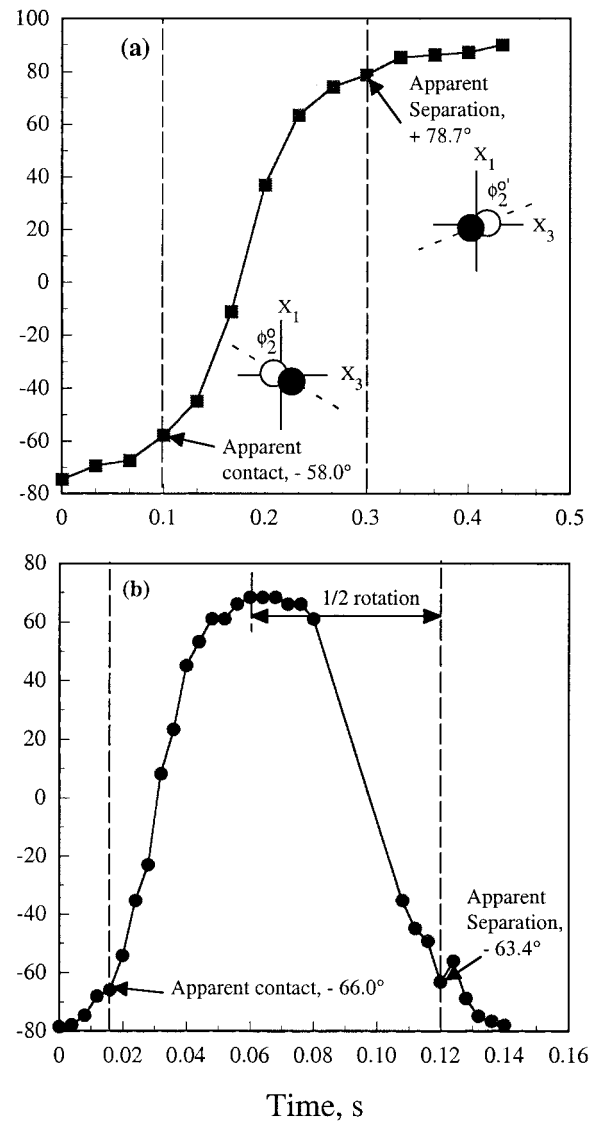 100
(a)
80
Apparent
Separation,
+ 78.7°
60
40
X1
ϕ2o'
X3
20
0
X1
ϕ2o
-20
-40
X3
Apparent
contact, - 58.0°
-60
-80
0 0.1 0.2 0.3 0.4 0.5
80
(b)
1/2 rotation
60
40
20
0
-20
-40
Apparent
Separation,
- 63.4°
-60
Apparent contact, - 66.0°
-80
0 0.02 0.04 0.06 0.08 0.10 0.12 0.14 0.16
Time, s